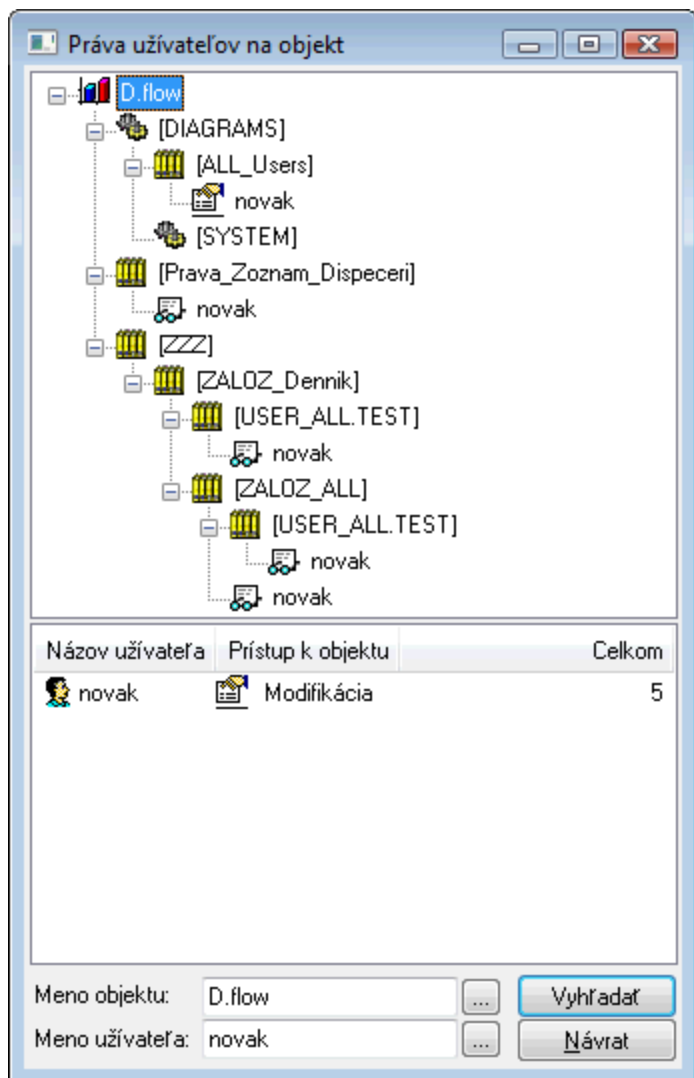 Práva užívateľov na objekt
D.flow
[DIAGRAMS]
[ALL_Users]
novak
[SYSTEM]
[Prava_Zoznam_Dispeceri]
novak
[ZZZ]
[ZALOZ_Dennik]
[USER_ALL.TEST]
novak
[ZALOZ_ALL]
[USER_ALL.TEST]
novak
novak
Názov užívateľa Prístup k objektu Celkom
novak Modifikácia 5
Meno objektu: D.flow ... Vyhľadať
Meno užívateľa: novak ... Návrat